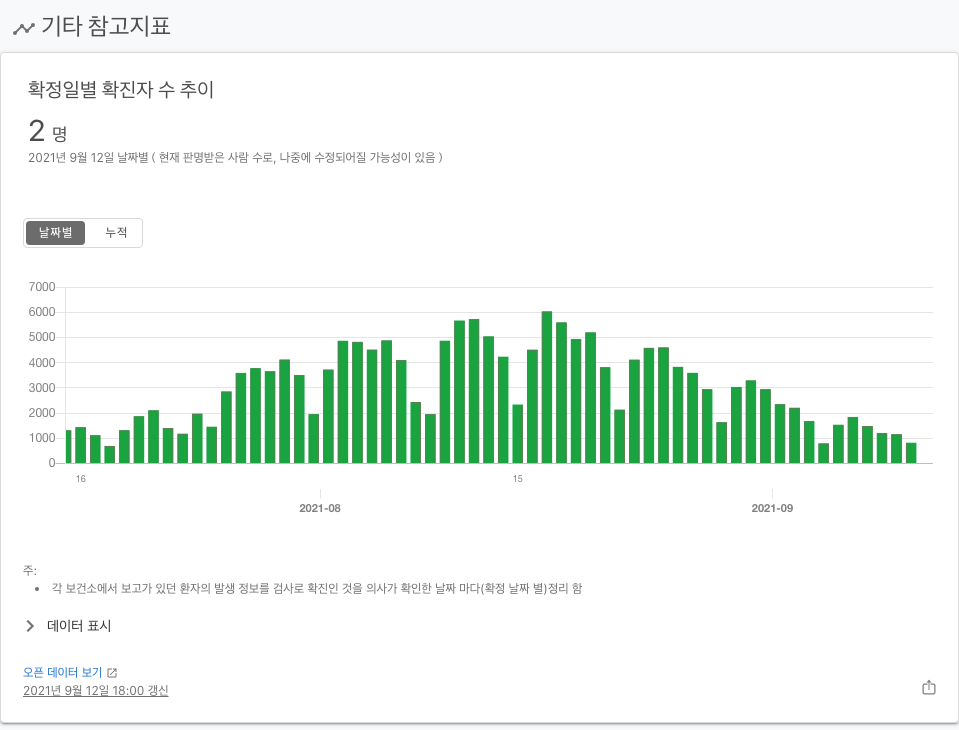 기타 참고지표
확정일별 확진자 수 추이
2 명
2021년 9월 12일 날짜별 ( 현재 판명받은 사람 수로, 나중에 수정되어질 가능성이 있음 )
날짜별 누적
7000
6000
5000
4000
3000
2000
1000
0
16 15
2021-08 2021-09
주:
• 각 보건소에서 보고가 있던 환자의 발생 정보를 검사로 확진인 것을 의사가 확인한 날짜 마다(확정 날짜 별)정리 함
데이터 표시
오픈 데이터 보기
2021년 9월 12일 18:00 갱신